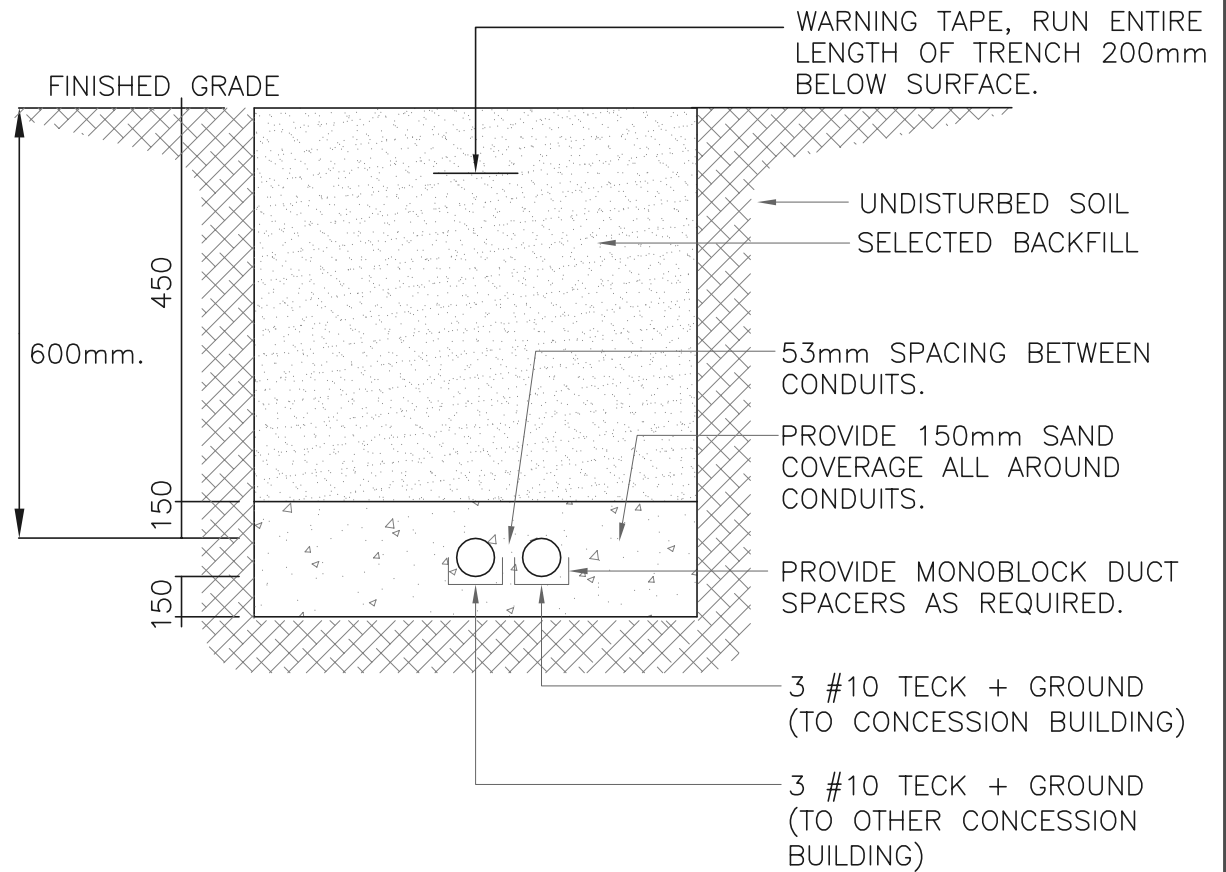 WARNING TAPE, RUN ENTIRE
LENGTH OF TRENCH 200mm
BELOW SURFACE.
FINISHED GRADE
UNDISTURBED SOIL
SELECTED BACKFILL
450
600mm.
53mm SPACING BETWEEN
CONDUITS.
PROVIDE 150mm SAND
COVERAGE ALL AROUND
CONDUITS.
150
PROVIDE MONOBLOCK DUCT
SPACERS AS REQUIRED.
150
3 #10 TECK + GROUND
(TO CONCESSION BUILDING)
3 #10 TECK + GROUND
(TO OTHER CONCESSION
BUILDING)